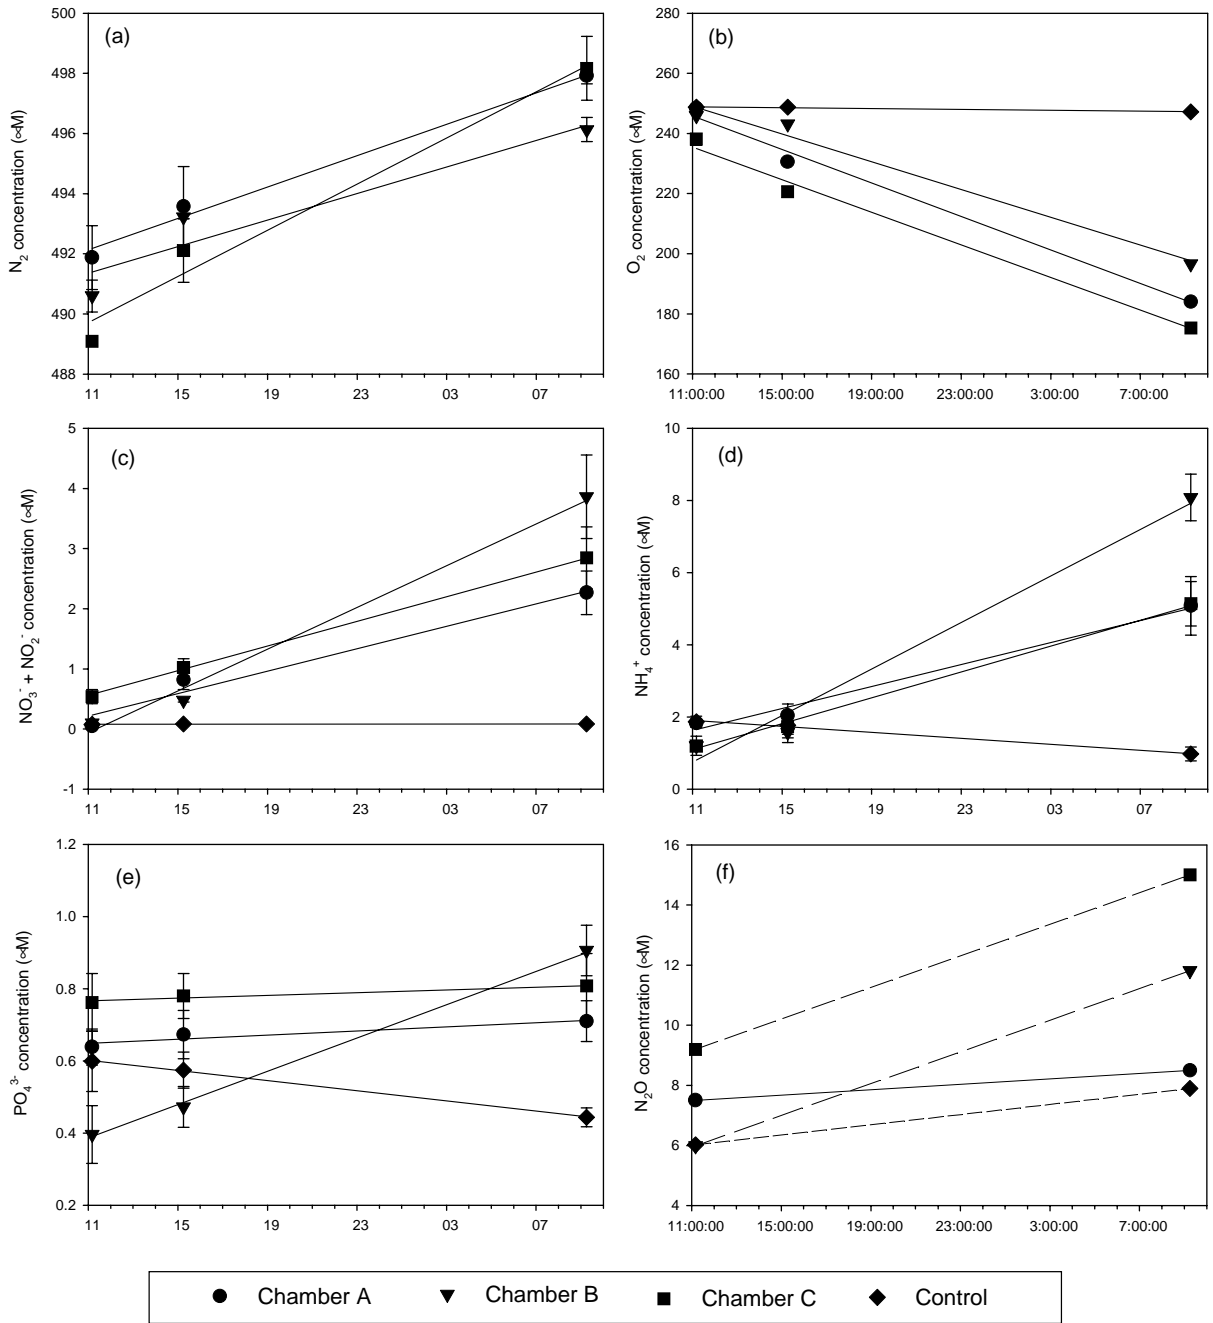 (a)
N₂ concentration (∝M)
500
498
496
494
492
490
488
11 15 19 23 03 07
(b)
O₂ concentration (∝M)
280
260
240
220
200
180
160
11:00:00 15:00:00 19:00:00 23:00:00 3:00:00 7:00:00
(c)
NO₃⁻ + NO₂⁻ concentration (∝M)
5
4
3
2
1
0
-1
11 15 19 23 03 07
(d)
NH₄⁺ concentration (∝M)
10
8
6
4
2
0
11 15 19 23 03 07
(e)
PO₄³⁻ concentration (∝M)
1.2
1.0
0.8
0.6
0.4
0.2
11 15 19 23 03 07
(f)
N₂O concentration (∝M)
16
14
12
10
8
6
4
11:00:00 15:00:00 19:00:00 23:00:00 3:00:00 7:00:00
Chamber A Chamber B Chamber C Control